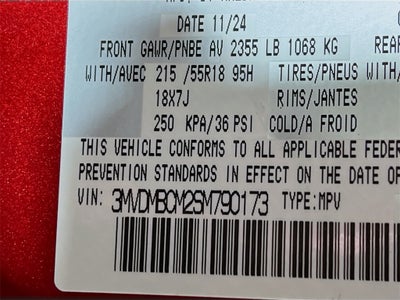 DATE 11/24
FRONT GAWR/PNBE AV 2355 LB 1068 KG REAR
WITH/AVEC 215 /55R18 95H TIRES/PNEUS WITH/
18X7J RIMS/JANTES
250 KPA/36 PSI COLD/A FROID
THIS VEHICLE CONFORMS TO ALL APPLICABLE FEDER
PREVENTION STANDARDS IN EFFECT ON THE DATE OF
VIN: 3MVDMBCM2SM790173 TYPE:MPV